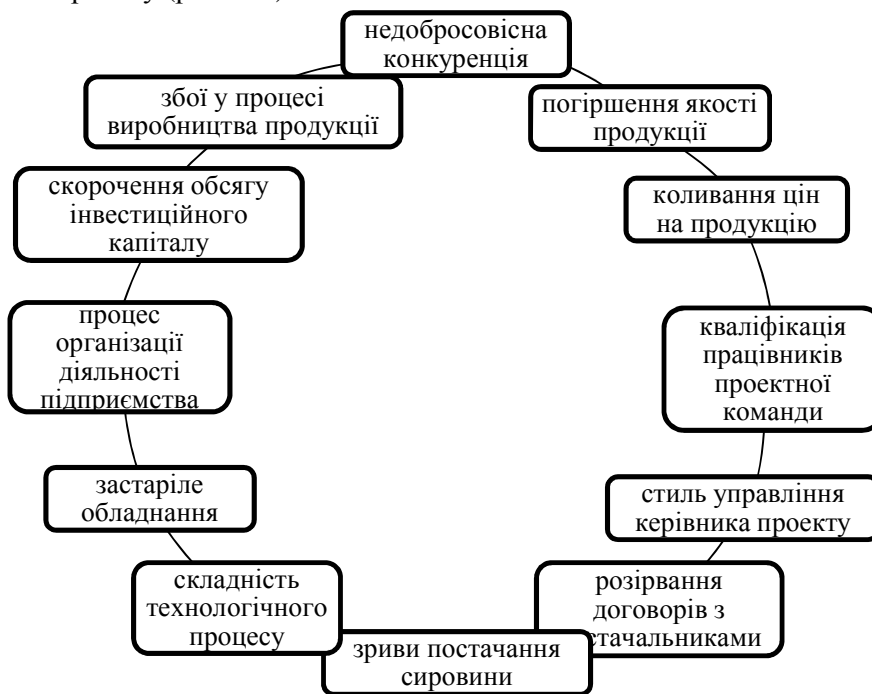 недобросовісна
конкуренція
погіршення якості
продукції
коливання цін
на продукцію
кваліфікація
працівників
проектної
команди
стиль управління
керівника проекту
розірвання
договорів з
зриви постачання
сировини
складність
технологічного
процесу
застаріле
обладнання
процес
організації
діяльності
підприємства
скорочення обсягу
інвестиційного
капіталу
збої у процесі
виробництва продукції